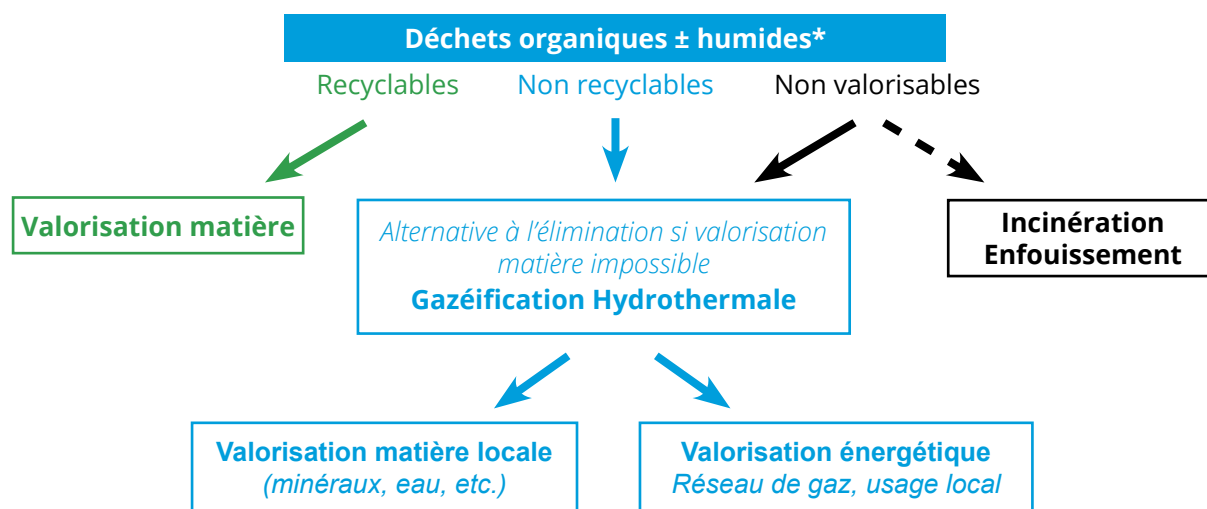 Déchets organiques ± humides*
Recyclables
Non recyclables
Non valorisables
Valorisation matière
Alternative à l’élimination si valorisation
matière impossible
Gazéification Hydrothermale
Incinération
Enfouissement
Valorisation matière locale
(minéraux, eau, etc.)
Valorisation énergétique
Réseau de gaz, usage local